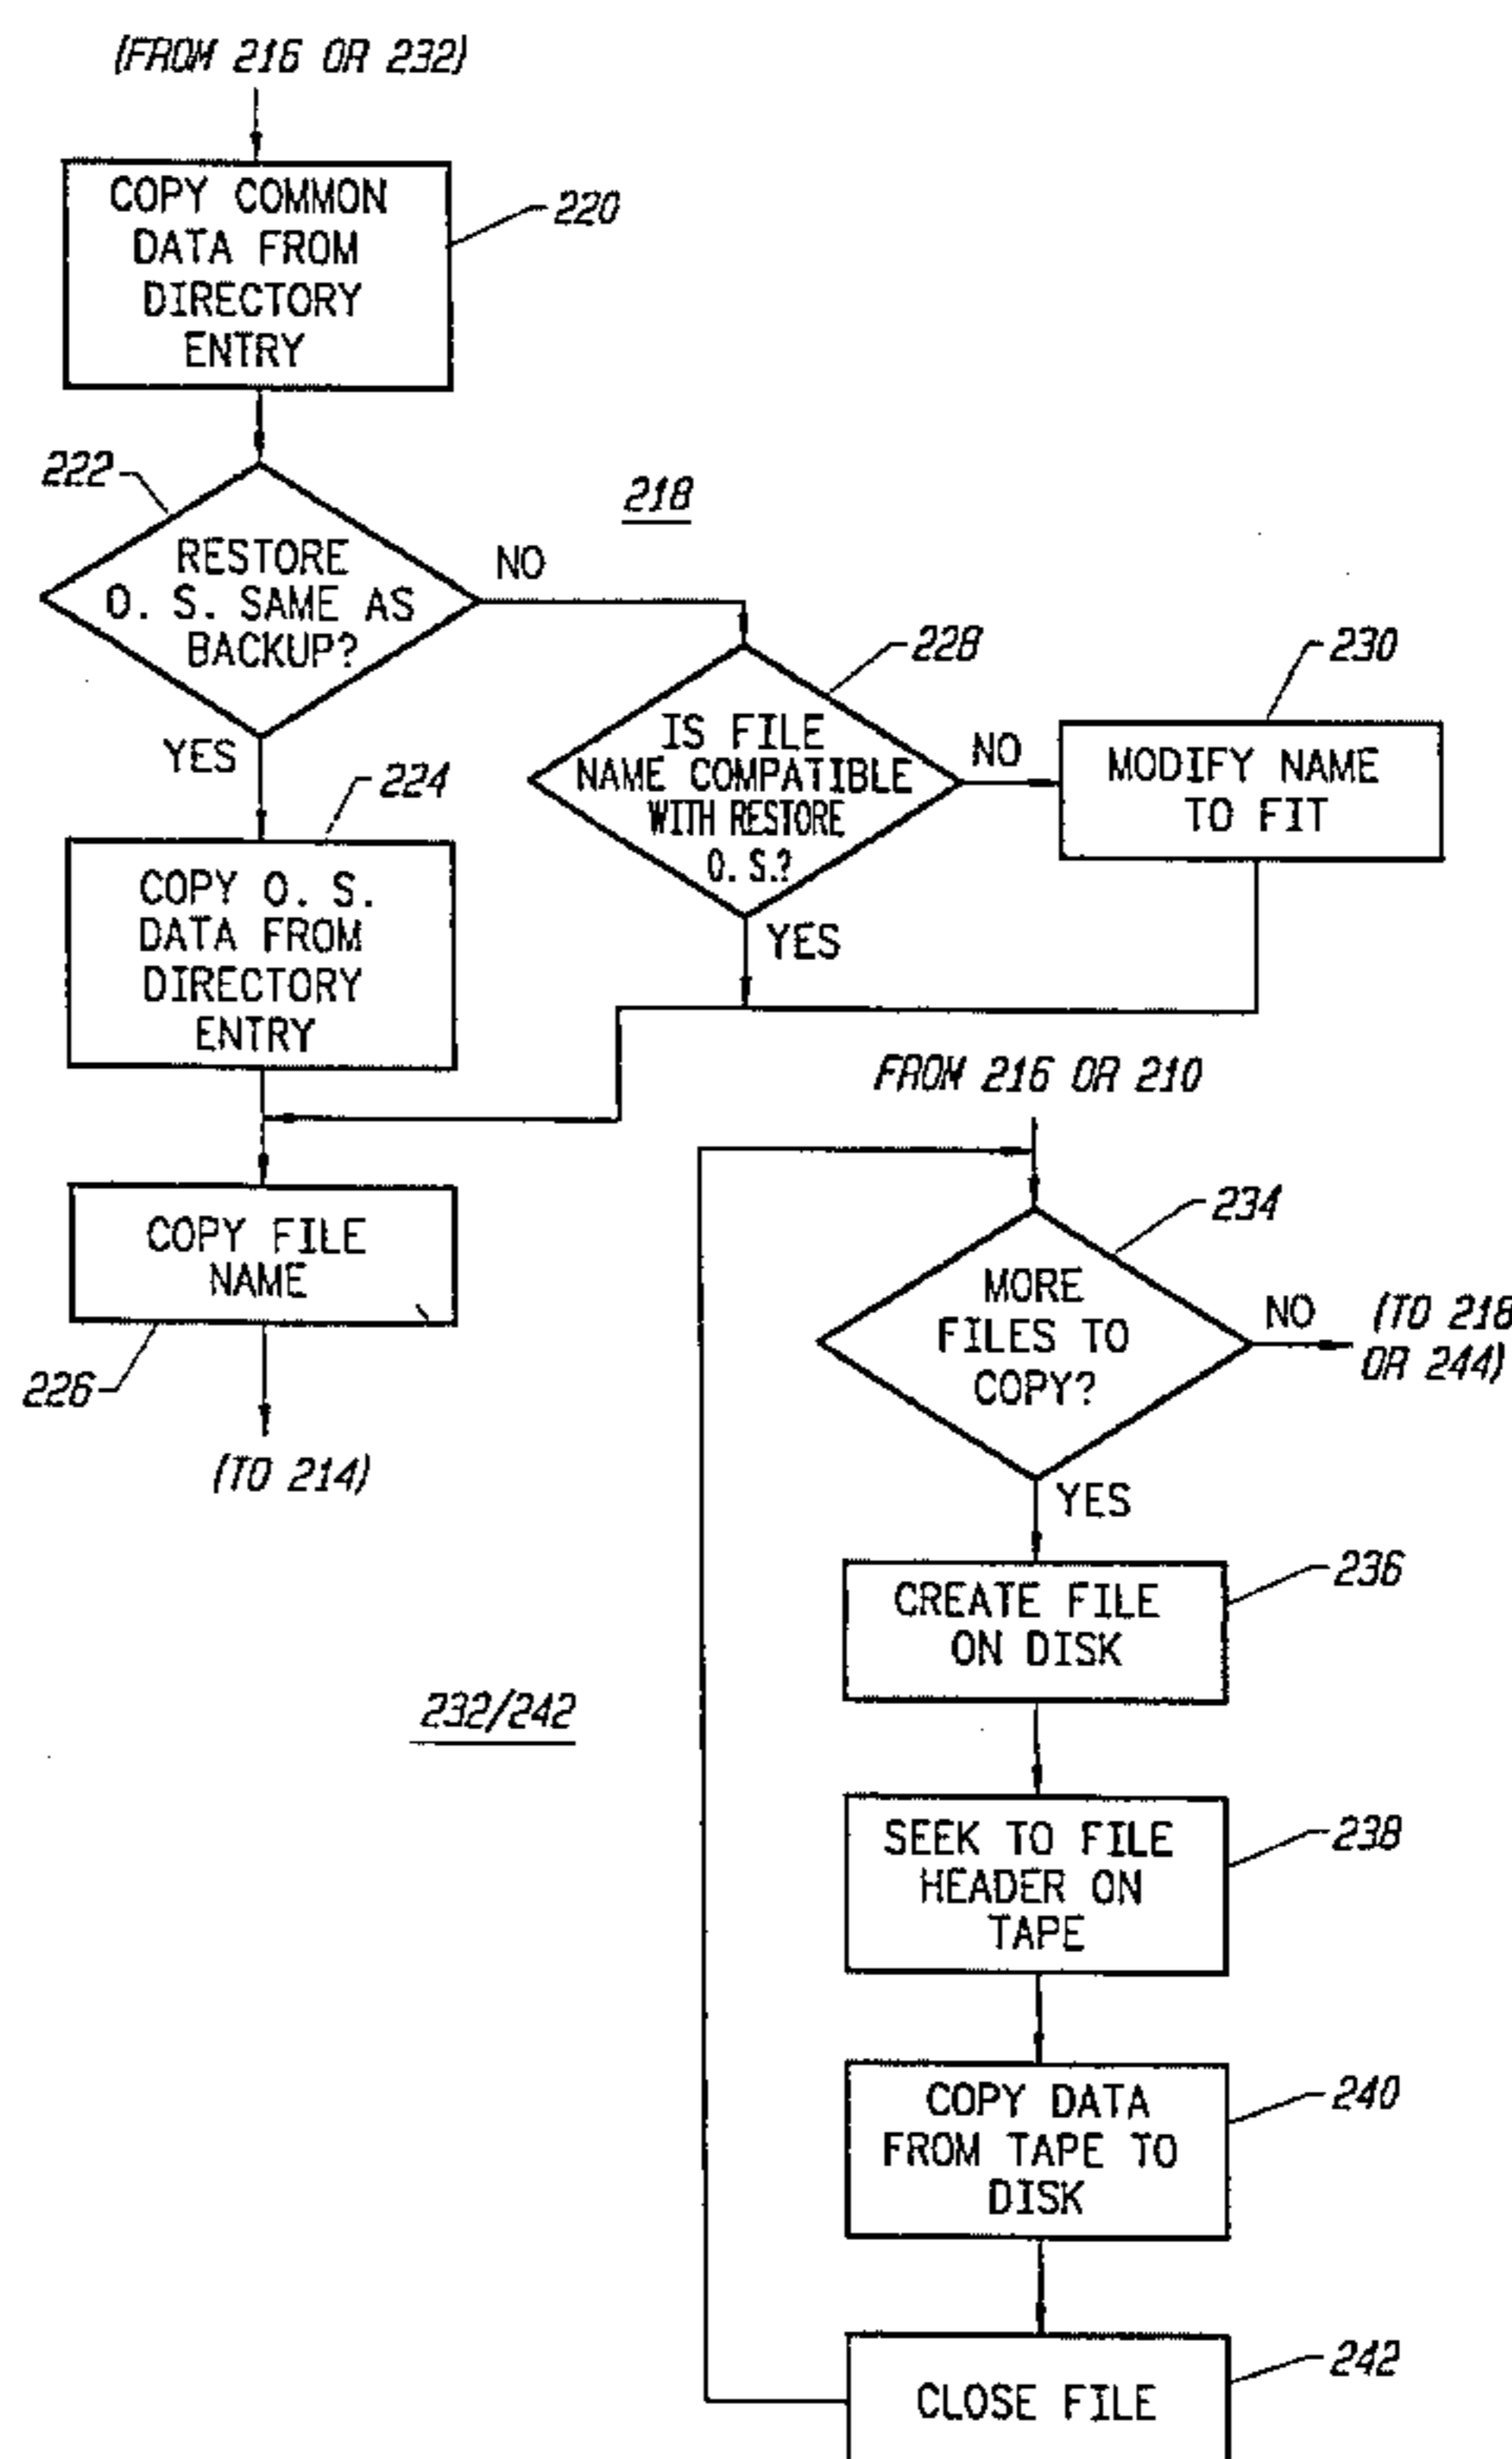 (FROM 216 OR 232)
COPY COMMON
DATA FROM
DIRECTORY
ENTRY
220
222
RESTORE
O. S. SAME AS
BACKUP?
NO
218
YES
224
COPY O. S.
DATA FROM
DIRECTORY
ENTRY
228
IS FILE
NAME COMPATIBLE
WITH RESTORE
O. S.?
NO
230
MODIFY NAME
TO FIT
YES
COPY FILE
NAME
226
(TO 214)
FROM 216 OR 210
234
MORE
FILES TO
COPY?
NO
(TO 218
OR 244)
YES
CREATE FILE
ON DISK
236
232/242
SEEK TO FILE
HEADER ON
TAPE
238
COPY DATA
FROM TAPE TO
DISK
240
CLOSE FILE
242